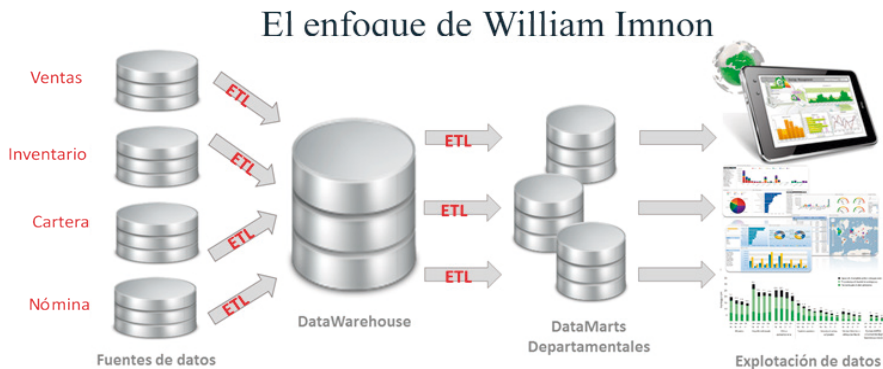 El enfoque de William Imnon
Ventas
ETL
Inventario
ETL
Cartera
ETL
Nómina
ETL
ETL
ETL
ETL
DataWarehouse
DataMarts
Departamentales
Fuentes de datos
Explotación de datos